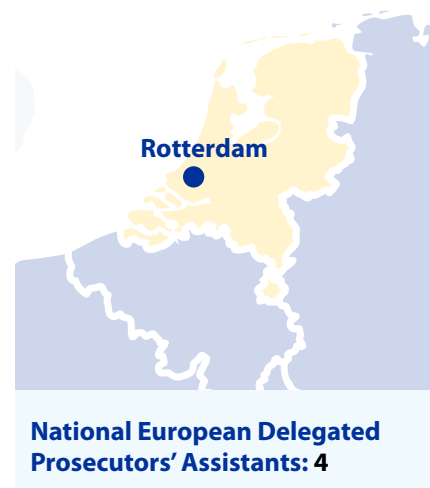 Rotterdam
National European Delegated
Prosecutors’ Assistants: 4